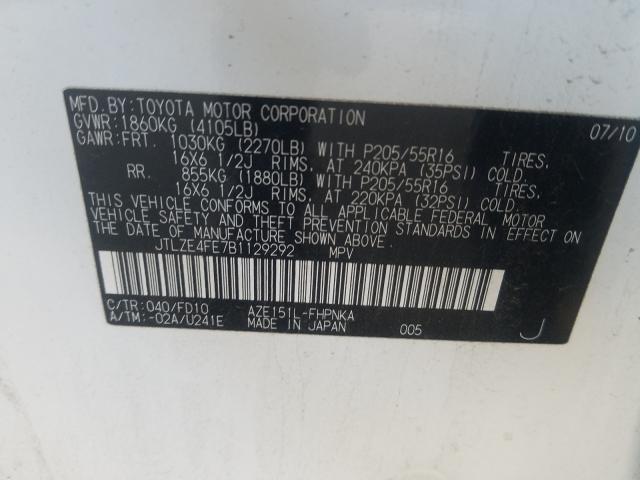 MFD.BY:TOYOTA MOTOR CORPORATION 07/10
GVWR:1860KG (4105LB)
GAWR:FRT. 1030KG (2270LB) WITH P205/55R16 TIRES,
16X6 1/2J RIMS, AT 240KPA (35PSI) COLD.
RR. 855KG (1880LB) WITH P205/55R16 TIRES,
16X6 1/2J RIMS, AT 220KPA (32PSI) COLD.
THIS VEHICLE CONFORMS TO ALL APPLICABLE FEDERAL MOTOR
VEHICLE SAFETY AND THEFT PREVENTION STANDARDS IN EFFECT ON
THE DATE OF MANUFACTURE SHOWN ABOVE.
JTLZE4FE7B1129292 MPV
C/TR:040/FD10 AZE151L-FHPNKA
A/TM:-02A/U241E MADE IN JAPAN 005 J